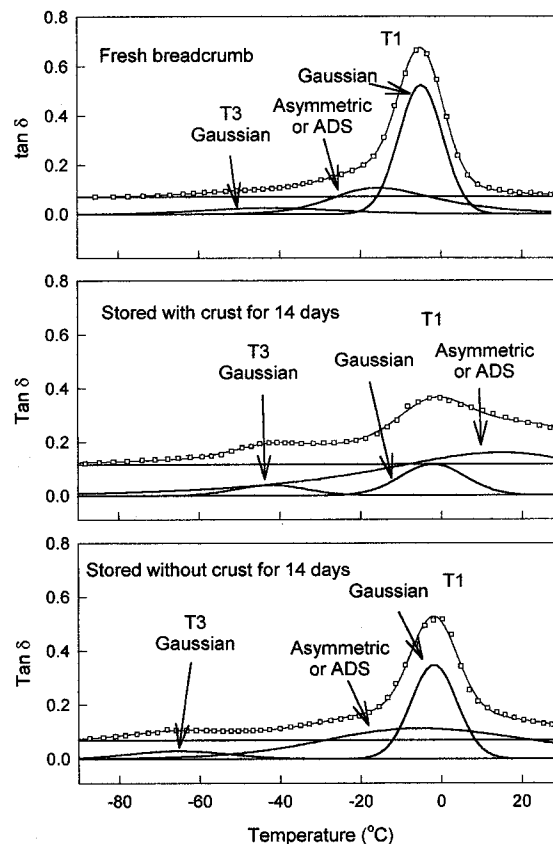 0.8
T1
Fresh breadcrumb
0.6
Gaussian
tan δ
Asymmetric
or ADS
0.4
T3
Gaussian
0.2
0.0
0.8
Stored with crust for 14 days
T1
0.6
T3
Gaussian
Gaussian
Asymmetric
or ADS
Tan δ
0.4
0.2
0.0
0.8
Stored without crust for 14 days
T1
Gaussian
0.6
T3
Gaussian
Asymmetric
or ADS
Tan δ
0.4
0.2
0.0
-80 -60 -40 -20 0 20
Temperature (°C)